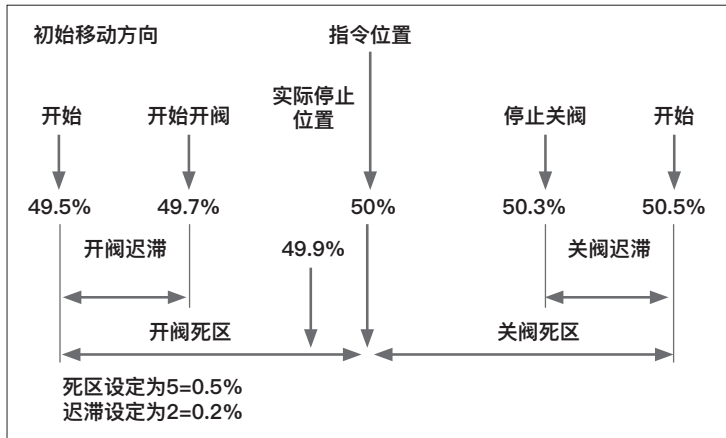 初始移动方向
指令位置
实际停止
位置
开始
开始开阀
停止关阀
开始
49.5%
49.7%
50%
50.3%
50.5%
开阀迟滞
49.9%
关阀迟滞
开阀死区
关阀死区
死区设定为5=0.5%
迟滞设定为2=0.2%